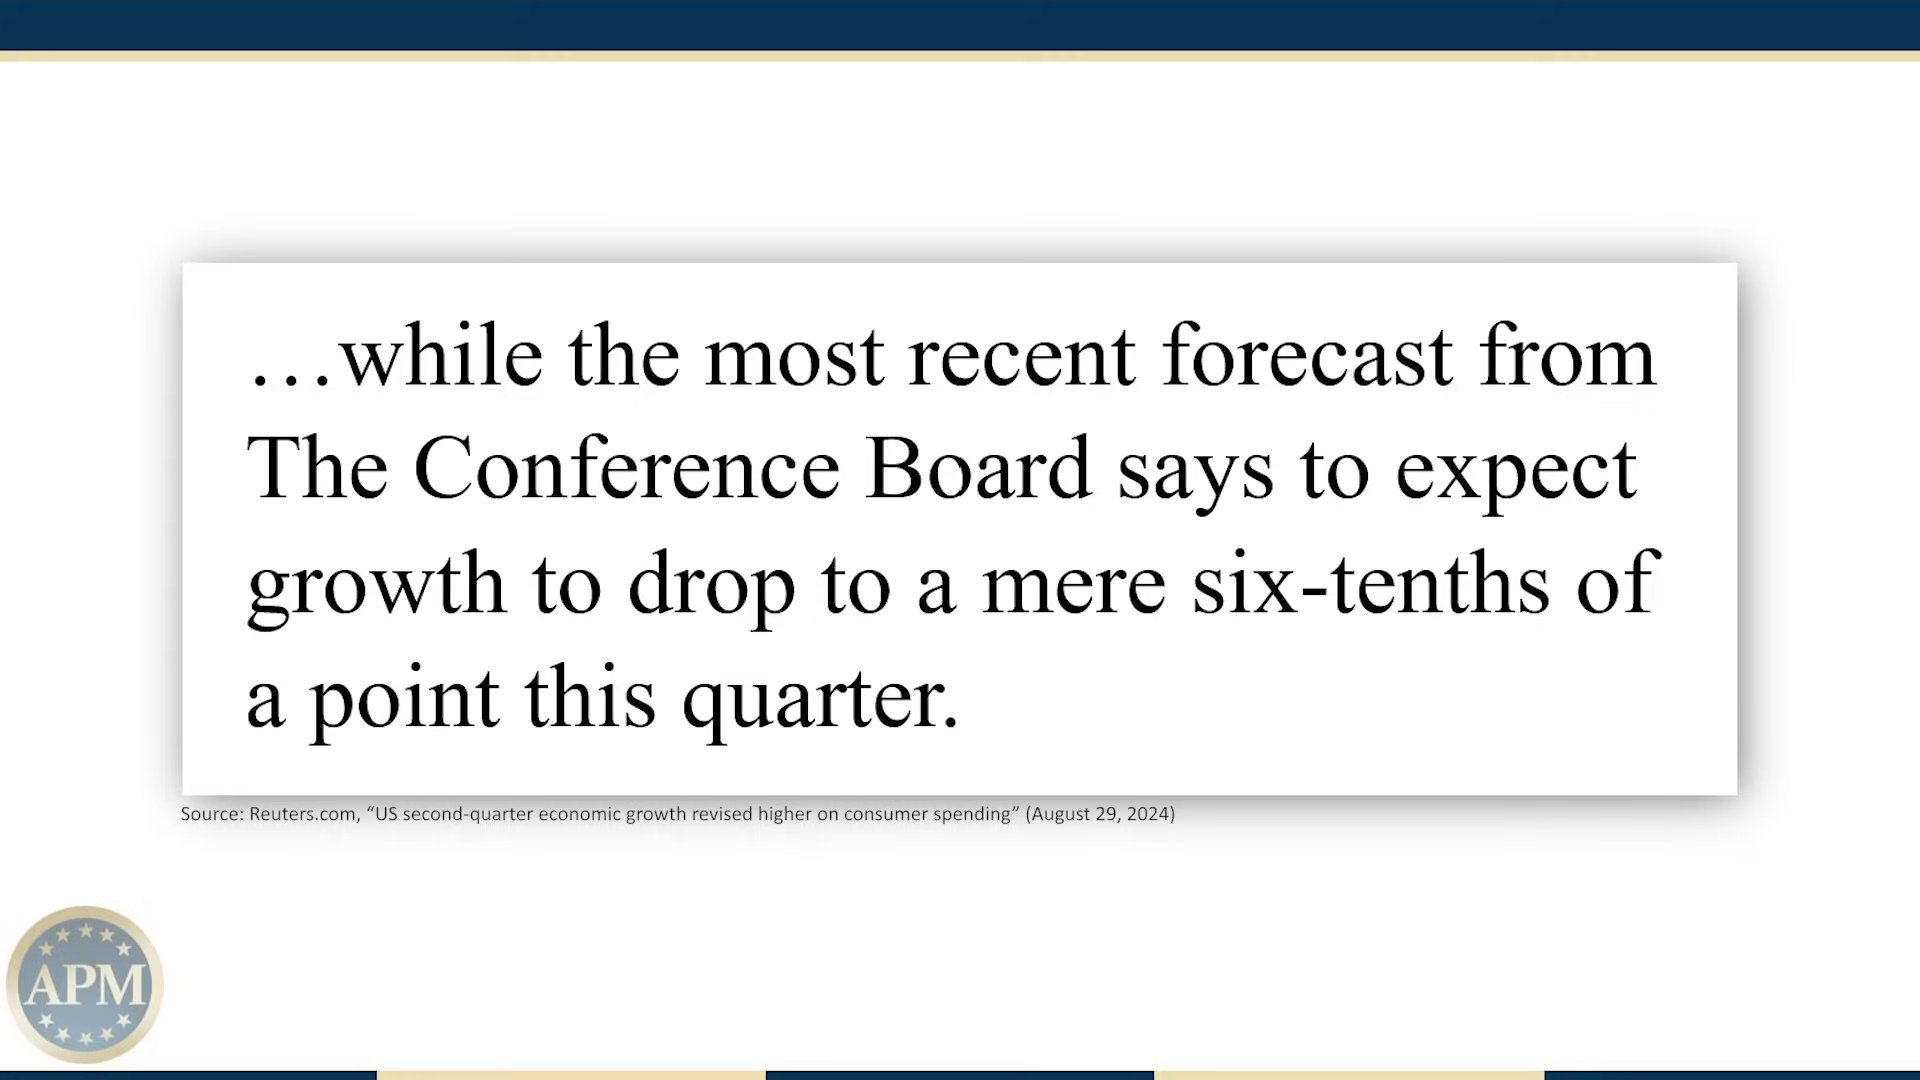 …while the most recent forecast from
The Conference Board says to expect
growth to drop to a mere six-tenths of
a point this quarter.
Source: Reuters.com, “US second-quarter economic growth revised higher on consumer spending” (August 29, 2024)
APM